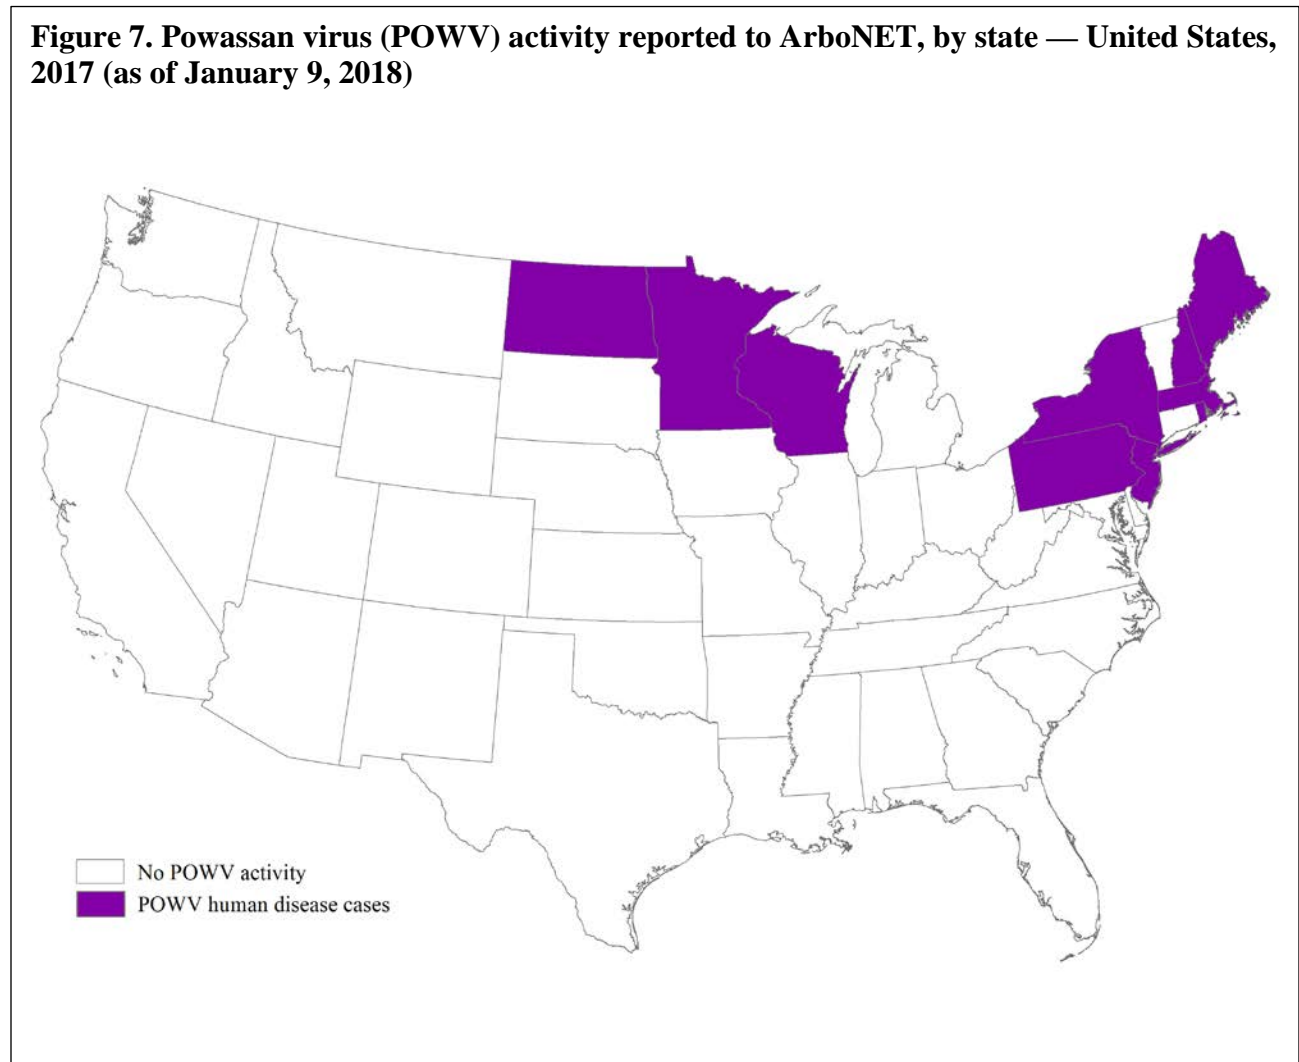 Figure 7. Powassan virus (POWV) activity reported to ArboNET, by state — United States,
2017 (as of January 9, 2018)
No POWV activity
POWV human disease cases